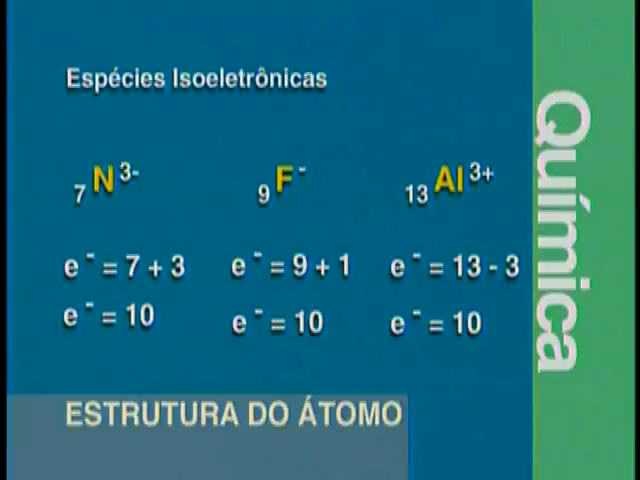 Espécies Isoeletrônicas
₇N³⁻ ₉F⁻ ₁₃Al³⁺
e⁻ = 7 + 3 e⁻ = 9 + 1 e⁻ = 13 - 3
e⁻ = 10 e⁻ = 10 e⁻ = 10
ESTRUTURA DO ÁTOMO
Química